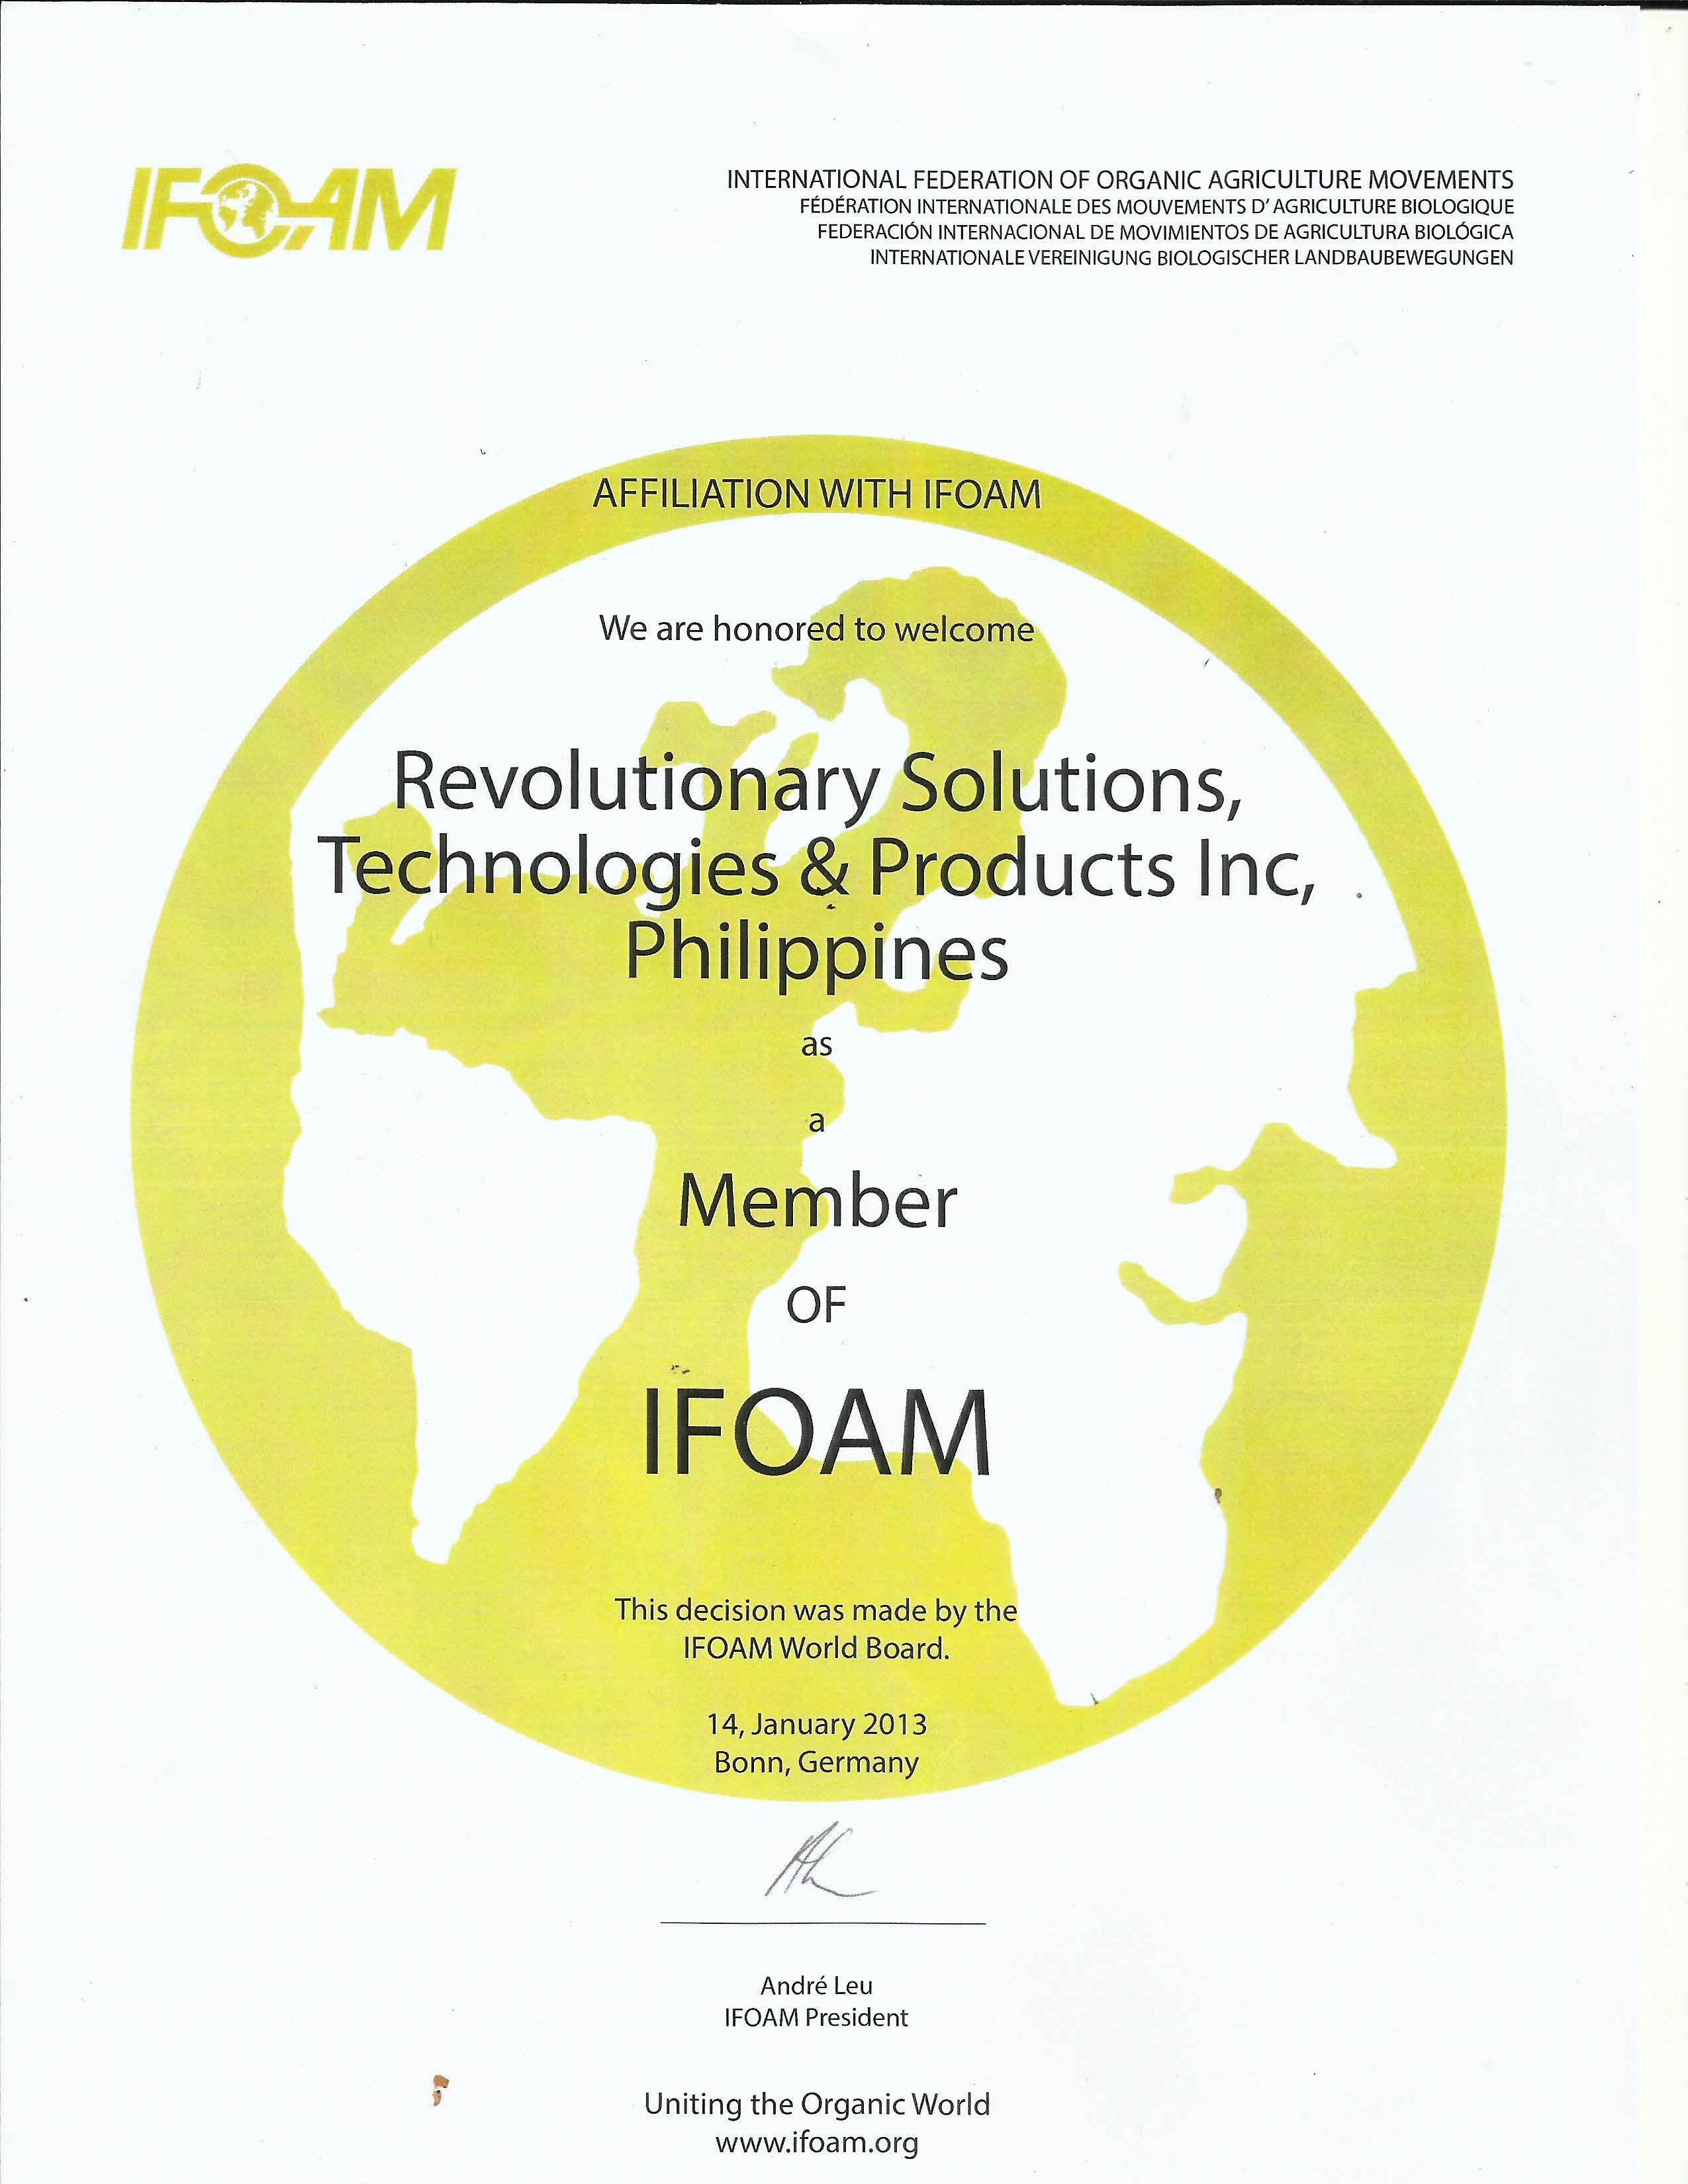 IFOAM
INTERNATIONAL FEDERATION OF ORGANIC AGRICULTURE MOVEMENTS
FÉDÉRATION INTERNATIONALE DES MOUVEMENTS D' AGRICULTURE BIOLOGIQUE
FEDERACIÓN INTERNACIONAL DE MOVIMIENTOS DE AGRICULTURA BIOLÓGICA
INTERNATIONALE VEREINIGUNG BIOLOGISCHER LANDBAUBEWEGUNGEN
AFFILIATION WITH IFOAM
We are honored to welcome
Revolutionary Solutions,
Technologies & Products Inc,
Philippines
as
a
Member
OF
IFOAM
This decision was made by the
IFOAM World Board.
14, January 2013
Bonn, Germany
André Leu
IFOAM President
Uniting the Organic World
www.ifoam.org